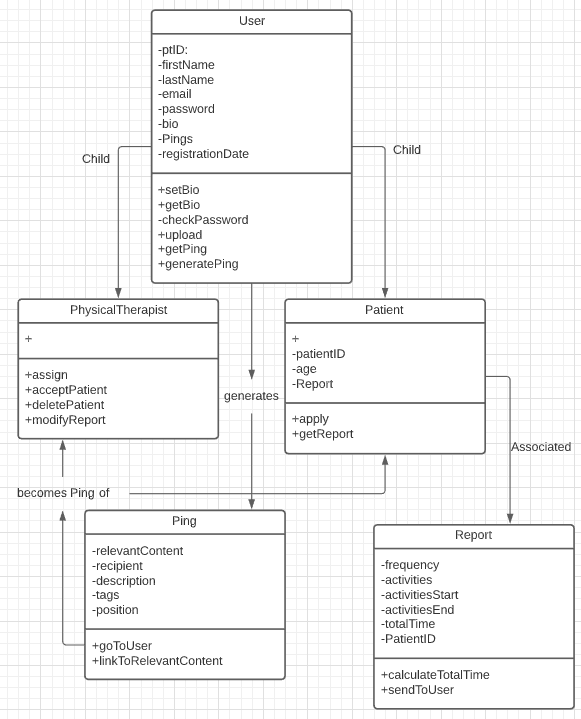 User
-ptID:
-firstName
-lastName
-email
-password
-bio
-Pings
-registrationDate
+setBio
+getBio
-checkPassword
+upload
+getPing
+generatePing
Child
Child
PhysicalTherapist
+
+assign
+acceptPatient
+deletePatient
+modifyReport
Patient
+
-patientID
-age
-Report
+apply
+getReport
generates
Associated
becomes Ping of
Ping
-relevantContent
-recipient
-description
-tags
-position
+goToUser
+linkToRelevantContent
Report
-frequency
-activities
-activitiesStart
-activitiesEnd
-totalTime
-PatientID
+calculateTotalTime
+sendToUser